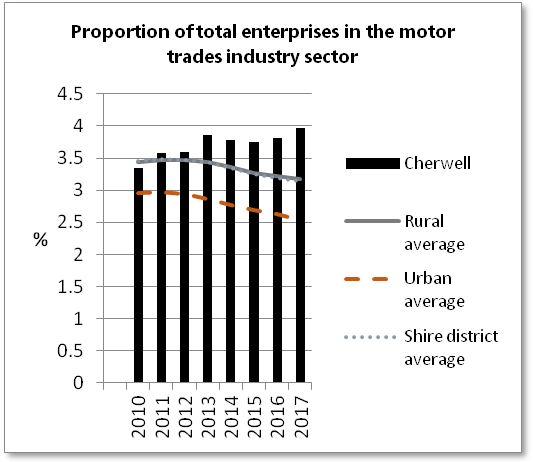 Proportion of total enterprises in the motor
trades industry sector
4.5
4
3.5
3
2.5
2
1.5
1
0.5
0
%
2010
2011
2012
2013
2014
2015
2016
2017
Cherwell
Rural
average
Urban
average
Shire district
average